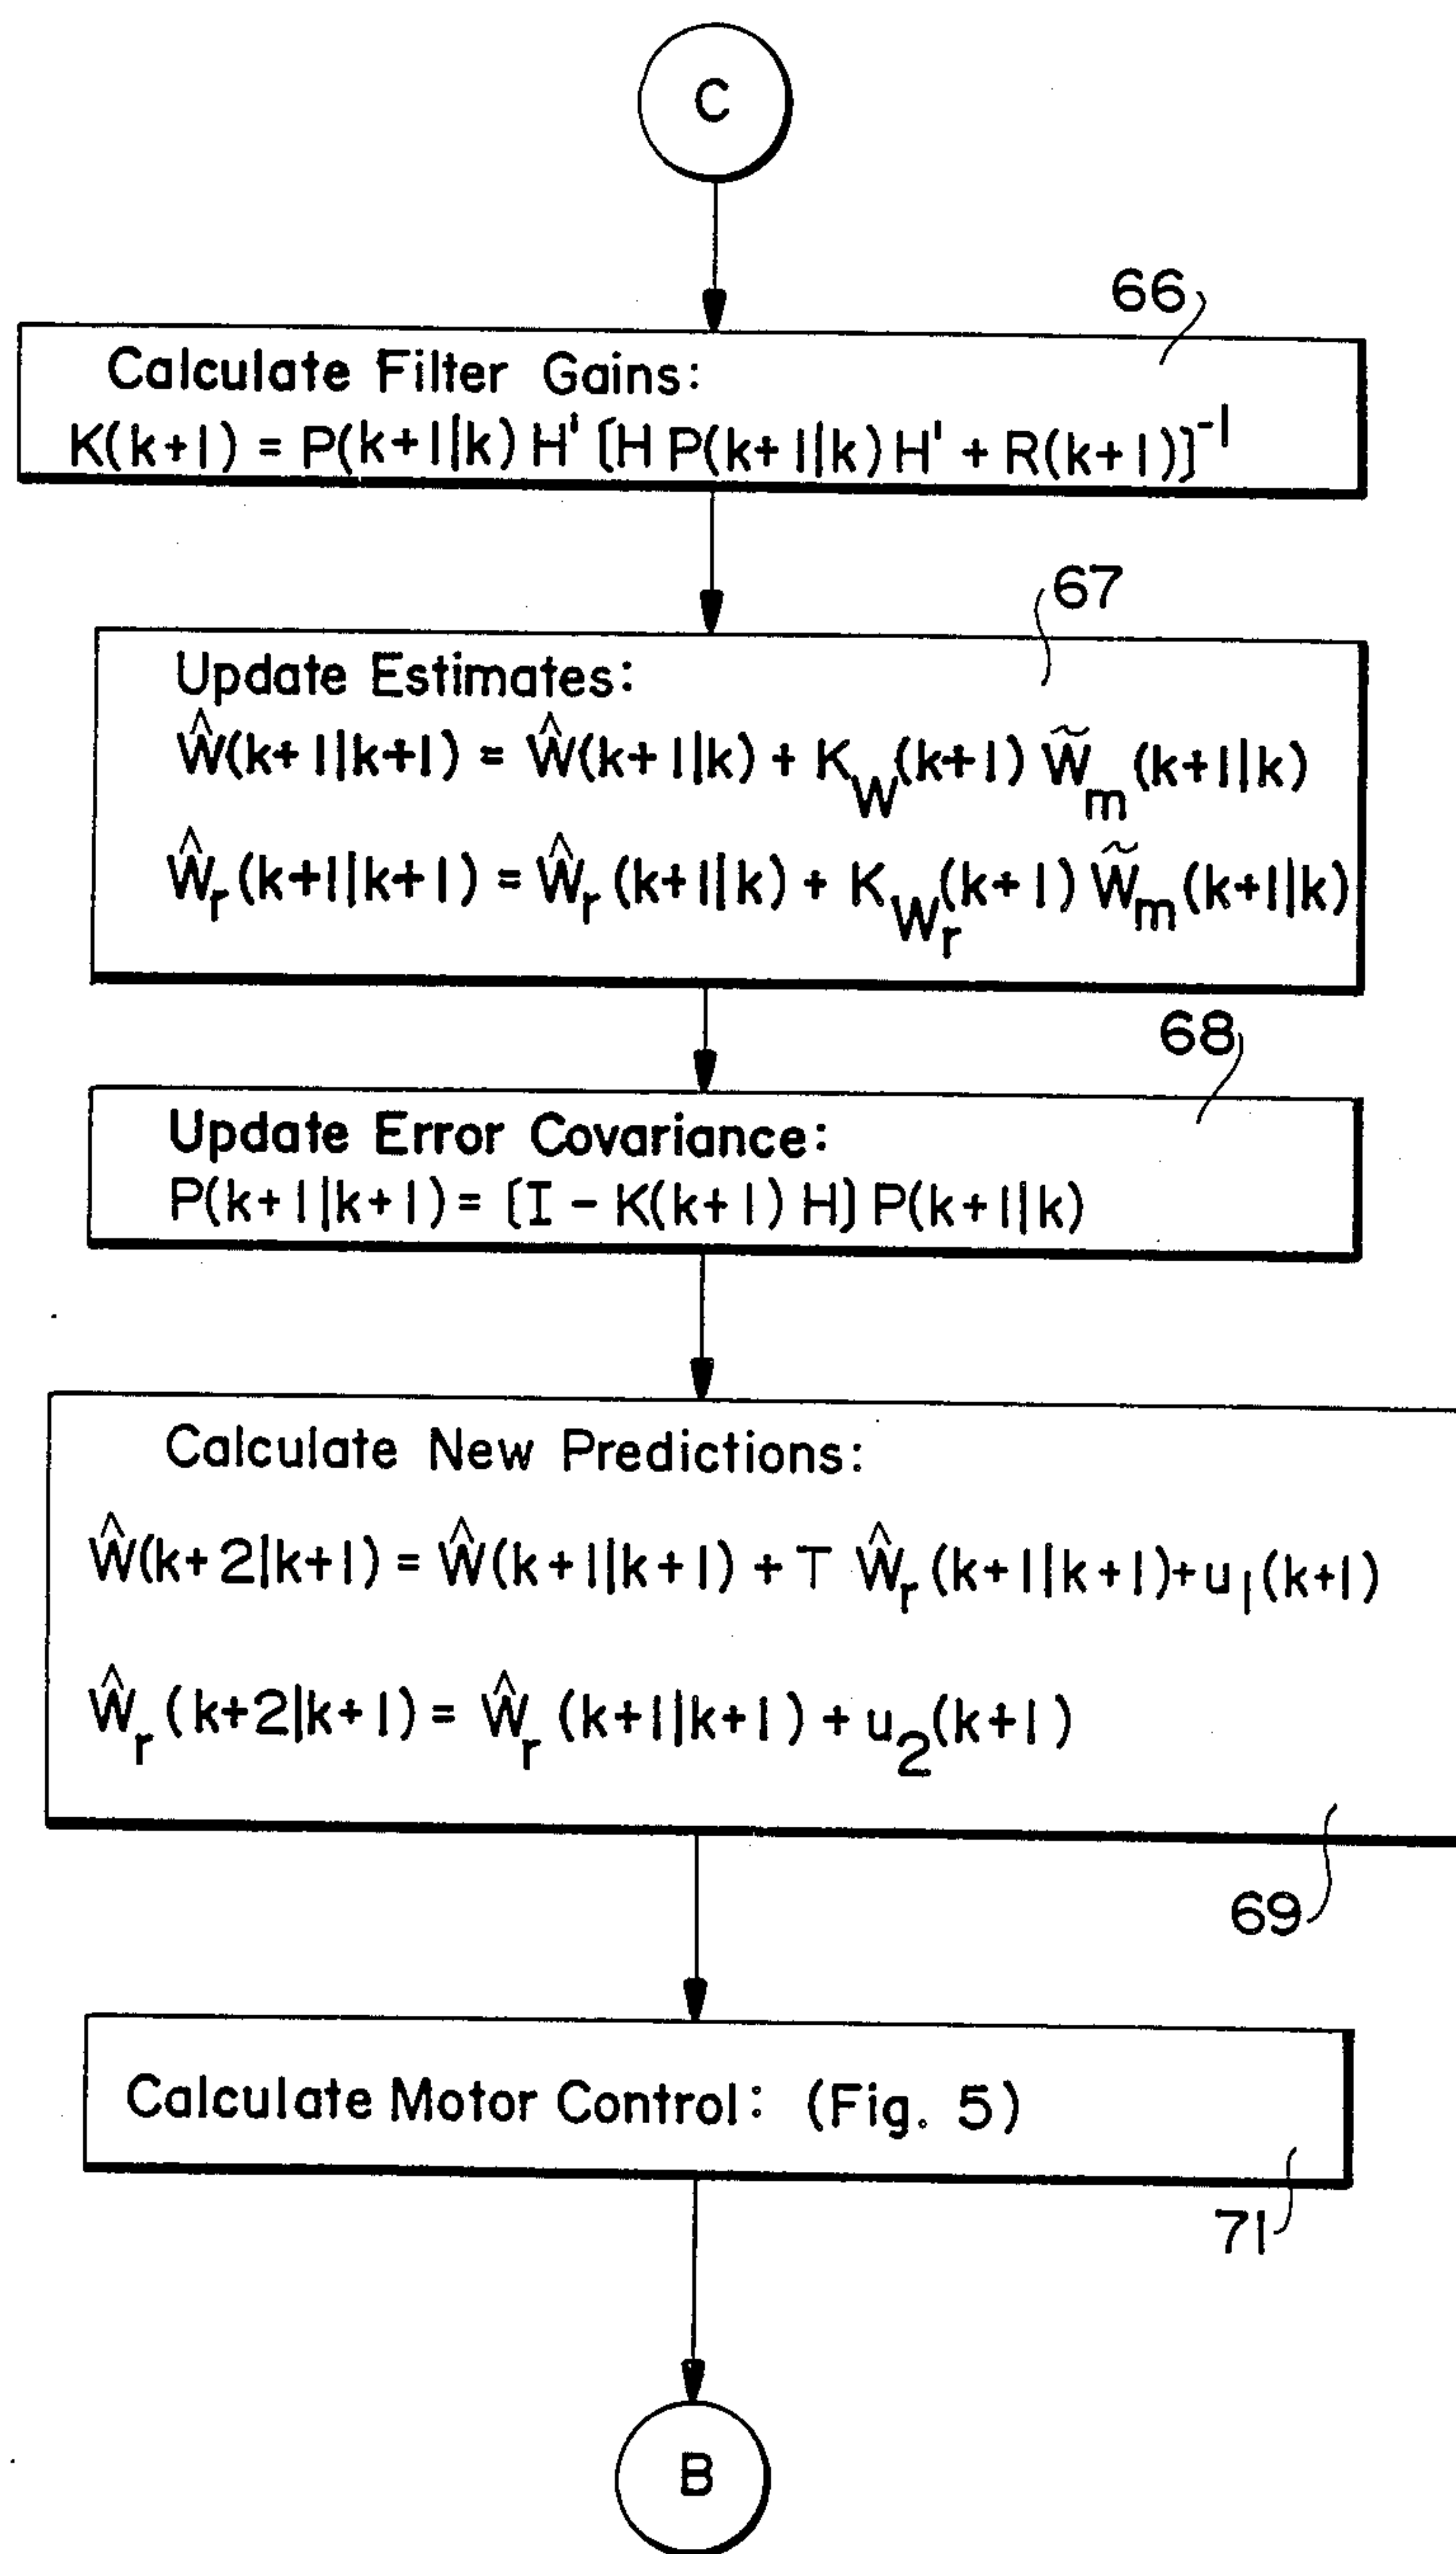 C
66
Calculate Filter Gains:
K(k+1) = P(k+1|k) H' [H P(k+1|k) H' + R(k+1)]⁻¹
67
Update Estimates:
Ŵ(k+1|k+1) = Ŵ(k+1|k) + K_W(k+1) W̃_m(k+1|k)
Ŵ_r(k+1|k+1) = Ŵ_r(k+1|k) + K_{W_r}(k+1) W̃_m(k+1|k)
68
Update Error Covariance:
P(k+1|k+1) = [I - K(k+1) H] P(k+1|k)
Calculate New Predictions:
Ŵ(k+2|k+1) = Ŵ(k+1|k+1) + T Ŵ_r(k+1|k+1) + u_1(k+1)
Ŵ_r(k+2|k+1) = Ŵ_r(k+1|k+1) + u_2(k+1)
69
Calculate Motor Control: (Fig. 5)
71
B